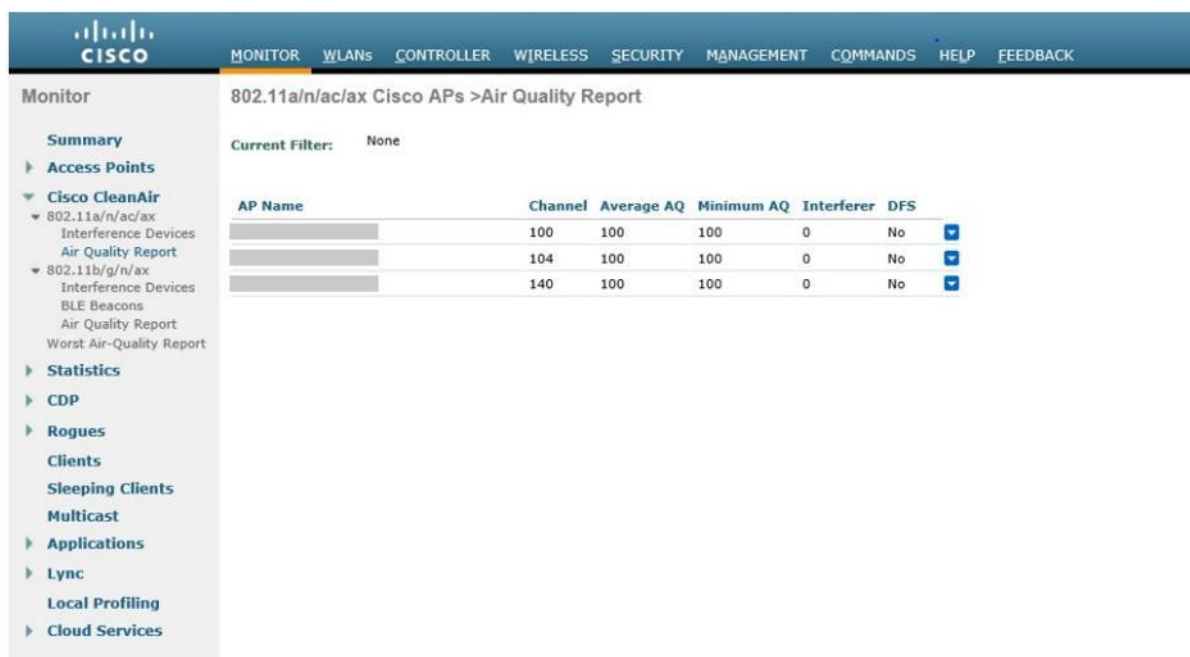 CISCO
MONITOR WLANs CONTROLLER WIRELESS SECURITY MANAGEMENT COMMANDS HELP FEEDBACK
Monitor
Summary
Access Points
Cisco CleanAir
802.11a/n/ac/ax
Interference Devices
Air Quality Report
802.11b/g/n/ax
Interference Devices
BLE Beacons
Air Quality Report
Worst Air-Quality Report
Statistics
CDP
Rogues
Clients
Sleeping Clients
Multicast
Applications
Lync
Local Profiling
Cloud Services
802.11a/n/ac/ax Cisco APs >Air Quality Report
Current Filter: None
AP Name Channel Average AQ Minimum AQ Interferer DFS
100 100 100 0 No
104 100 100 0 No
140 100 100 0 No